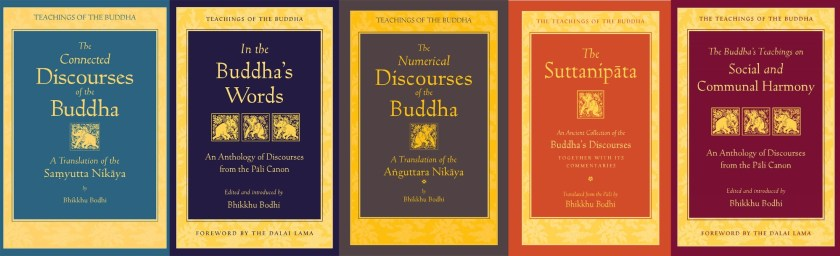 TEACHINGS OF THE BUDDHA
The
Connected
Discourses
of the
Buddha
A Translation of the
Saṃyutta Nikāya
by
Bhikkhu Bodhi
TEACHINGS OF THE BUDDHA
In the
Buddha's
Words
An Anthology of Discourses
from the Pāli Canon
Edited and introduced by
Bhikkhu Bodhi
FOREWORD BY THE DALAI LAMA
TEACHINGS OF THE BUDDHA
The
Numerical
Discourses
of the
Buddha
A Translation of the
Aṅguttara Nikāya
by
Bhikkhu Bodhi
THE TEACHINGS OF THE BUDDHA
The
Suttanipāta
An Ancient Collection of the
Buddha's Discourses
TOGETHER WITH ITS
COMMENTARIES
Translated from the Pāli by
Bhikkhu Bodhi
THE TEACHINGS OF THE BUDDHA
The Buddha's Teachings on
Social and
Communal Harmony
An Anthology of Discourses
from the Pāli Canon
Edited and introduced by
Bhikkhu Bodhi
FOREWORD BY THE DALAI LAMA